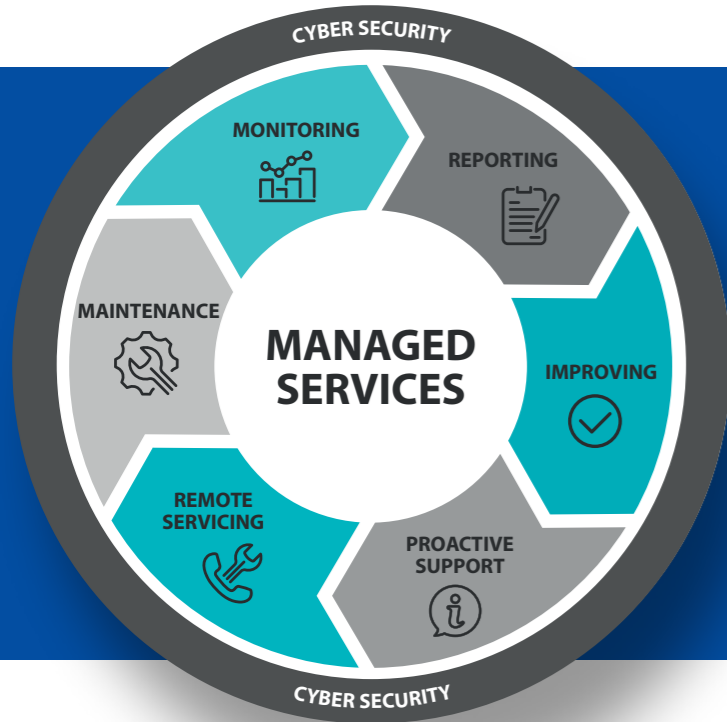 CYBER SECURITY
MONITORING
REPORTING
MAINTENANCE
MANAGED
SERVICES
IMPROVING
REMOTE
SERVICING
PROACTIVE
SUPPORT
CYBER SECURITY